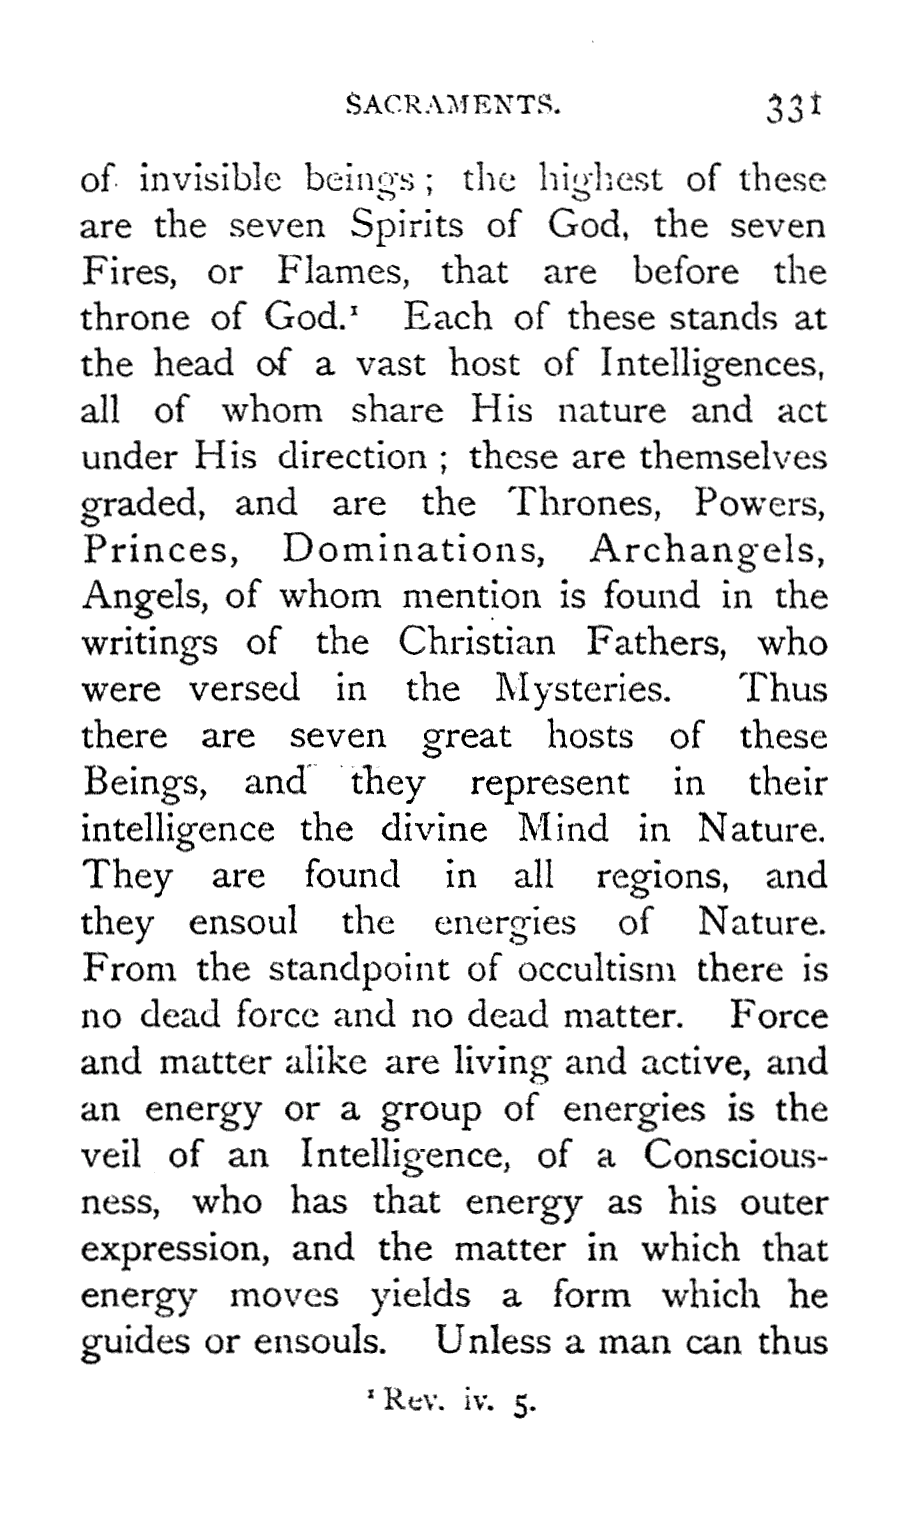 SACRAMENTS. 331
of invisible beings ; the highest of these
are the seven Spirits of God, the seven
Fires, or Flames, that are before the
throne of God.¹ Each of these stands at
the head of a vast host of Intelligences,
all of whom share His nature and act
under His direction ; these are themselves
graded, and are the Thrones, Powers,
Princes, Dominations, Archangels,
Angels, of whom mention is found in the
writings of the Christian Fathers, who
were versed in the Mysteries. Thus
there are seven great hosts of these
Beings, and they represent in their
intelligence the divine Mind in Nature.
They are found in all regions, and
they ensoul the energies of Nature.
From the standpoint of occultism there is
no dead force and no dead matter. Force
and matter alike are living and active, and
an energy or a group of energies is the
veil of an Intelligence, of a Conscious-
ness, who has that energy as his outer
expression, and the matter in which that
energy moves yields a form which he
guides or ensouls. Unless a man can thus
¹ Rev. iv. 5.